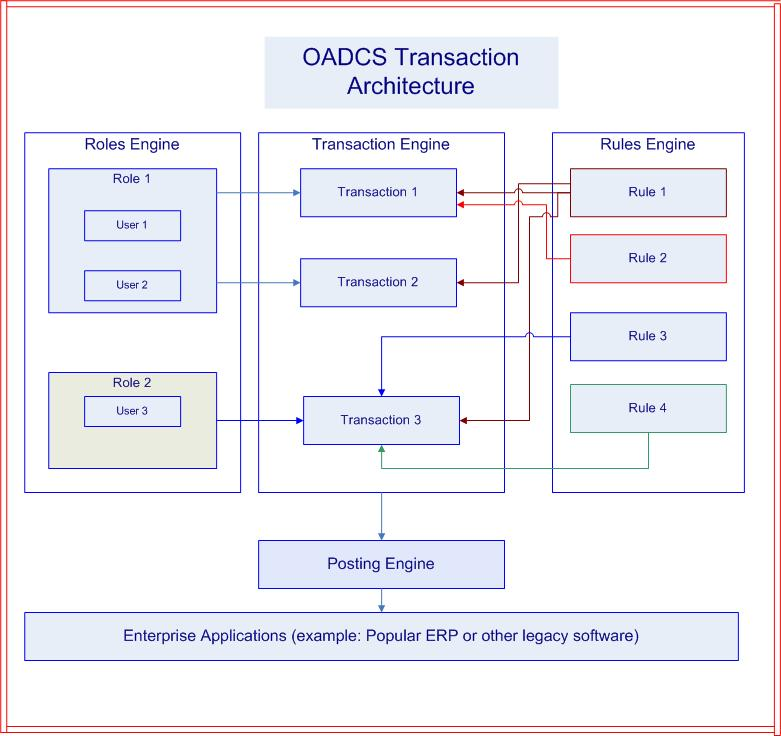 OADCS Transaction
Architecture
Roles Engine
Role 1
User 1
User 2
Role 2
User 3
Transaction Engine
Transaction 1
Transaction 2
Transaction 3
Rules Engine
Rule 1
Rule 2
Rule 3
Rule 4
Posting Engine
Enterprise Applications (example: Popular ERP or other legacy software)